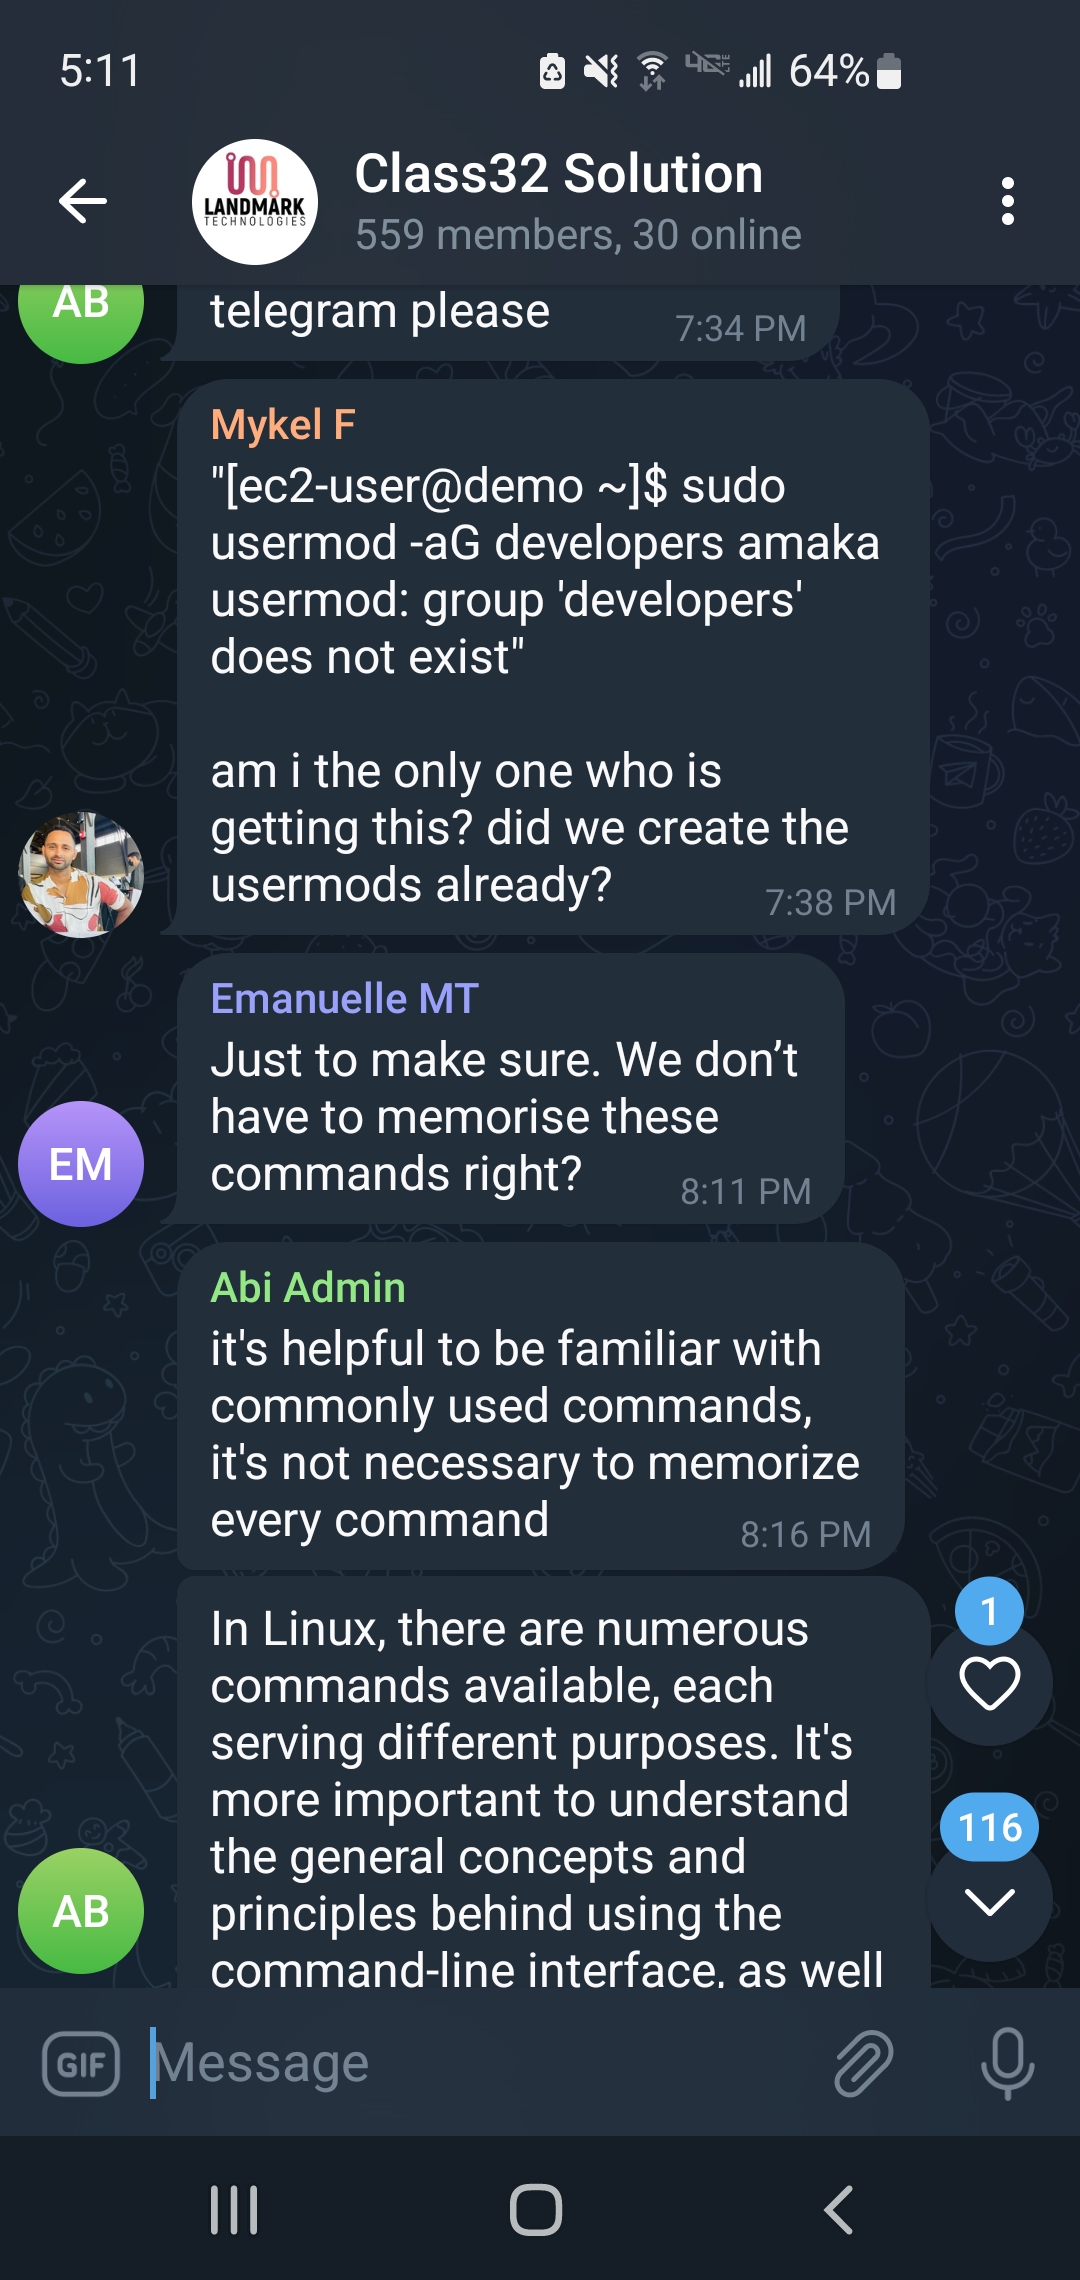 5:11
4G LTE
64%
LANDMARK
TECHNOLOGIES
Class32 Solution
559 members, 30 online
AB
telegram please
7:34 PM
Mykel F
"[ec2-user@demo ~]$ sudo
usermod -aG developers amaka
usermod: group 'developers'
does not exist"
am i the only one who is
getting this? did we create the
usermods already?
7:38 PM
Emanuelle MT
Just to make sure. We don’t
have to memorise these
commands right?
8:11 PM
EM
Abi Admin
it's helpful to be familiar with
commonly used commands,
it's not necessary to memorize
every command
8:16 PM
In Linux, there are numerous
commands available, each
serving different purposes. It's
more important to understand
the general concepts and
principles behind using the
command-line interface, as well
1
116
AB
GIF
Message